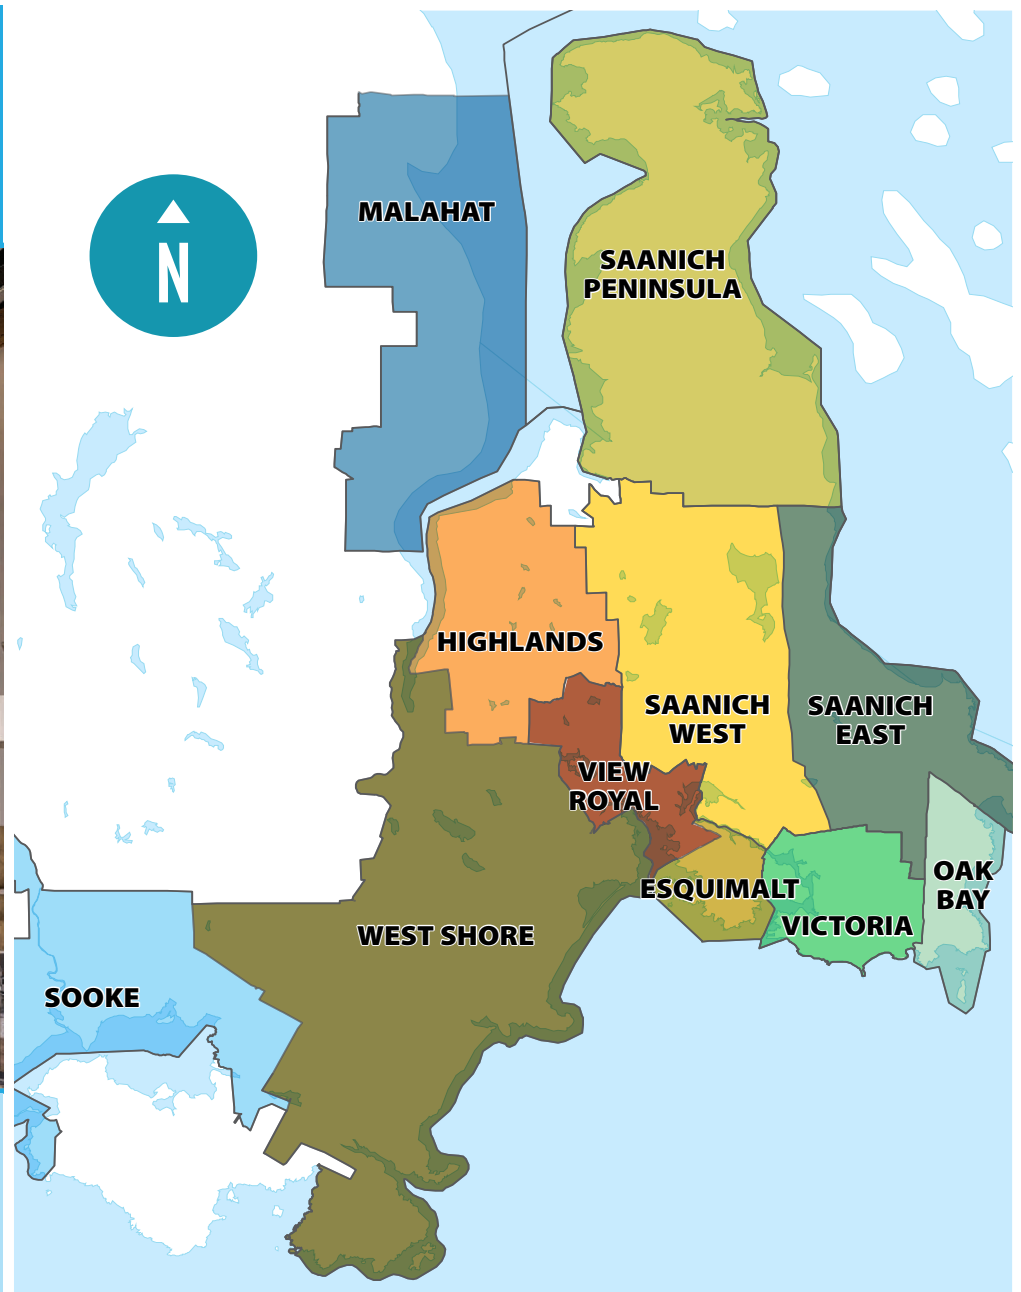 MALAHAT
N
SAANICH
PENINSULA
HIGHLANDS
SAANICH
WEST
SAANICH
EAST
VIEW
ROYAL
OAK
BAY
ESQUIMALT
VICTORIA
WEST SHORE
SOOKE